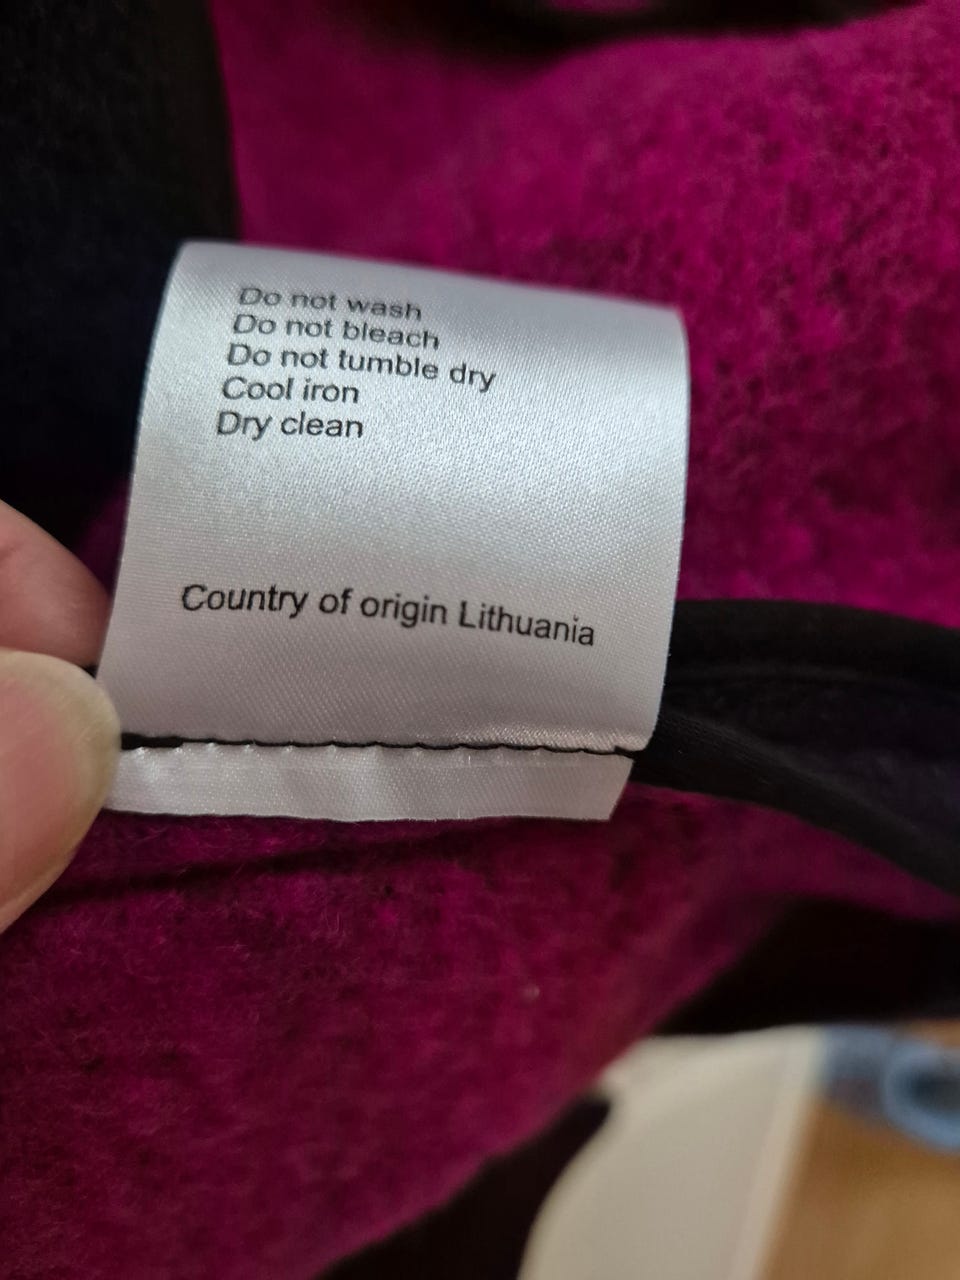 Do not wash
Do not bleach
Do not tumble dry
Cool iron
Dry clean
Country of origin Lithuania